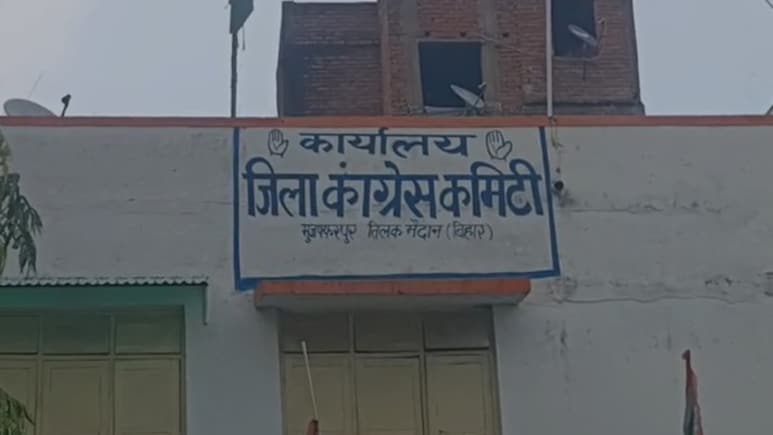 कार्यालय
जिला कांग्रेस कमिटी
मुजफ्फरपुर तिलक मैदान (बिहार)